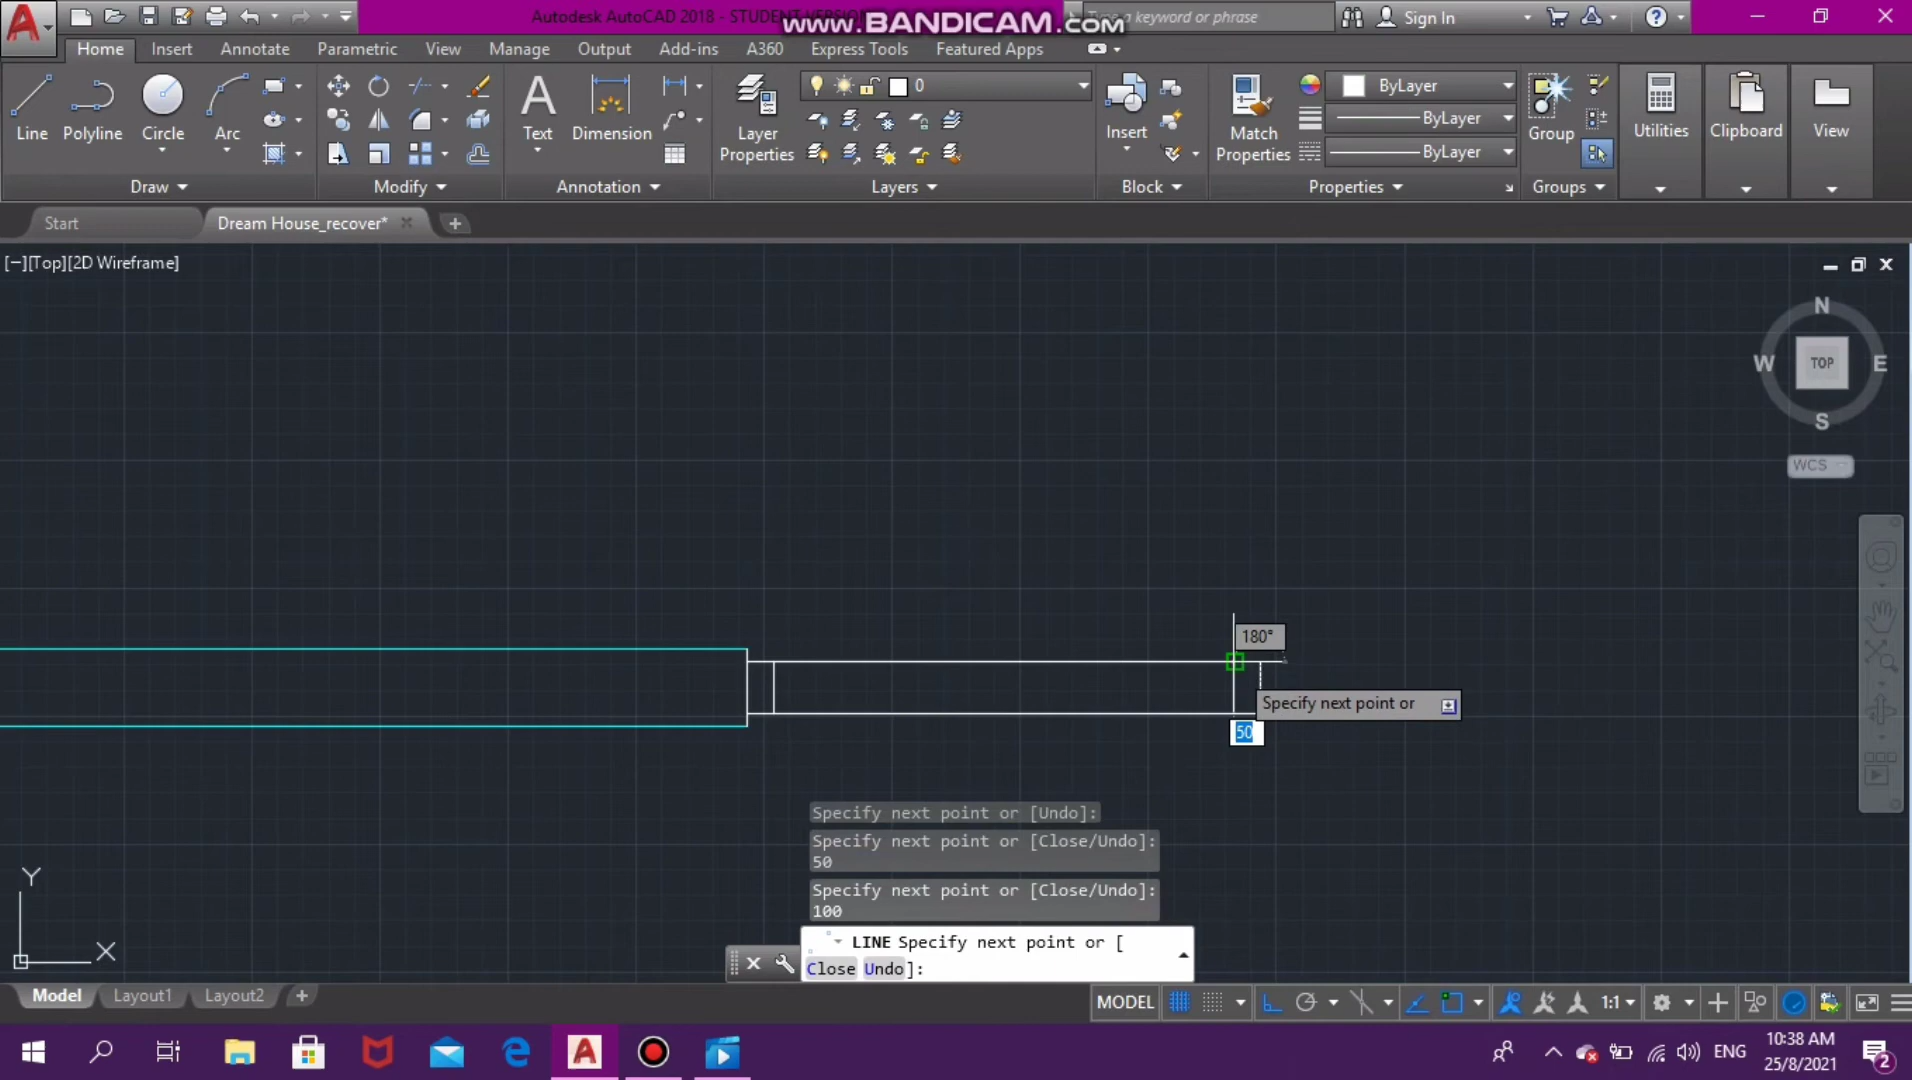 Autodesk AutoCAD 2018 - STUDENT VERSION
www.BANDICAM.com
Type a keyword or phrase
Sign In
Home Insert Annotate Parametric View Manage Output Add-ins A360 Express Tools Featured Apps
0
ByLayer
ByLayer
ByLayer
Line Polyline Circle Arc
Text Dimension
Layer Properties
Insert
Match Properties
Group
Utilities Clipboard View
Draw Modify Annotation Layers Block Properties Groups
Start Dream House_recover*
[−][Top][2D Wireframe]
N
W TOP E
S
WCS
180°
Specify next point or
50
Specify next point or [Undo]:
Specify next point or [Close/Undo]:
50
Specify next point or [Close/Undo]:
100
LINE Specify next point or [
Close Undo]:
Y
X
Model Layout1 Layout2
MODEL 1:1
ENG
10:38 AM
25/8/2021
2